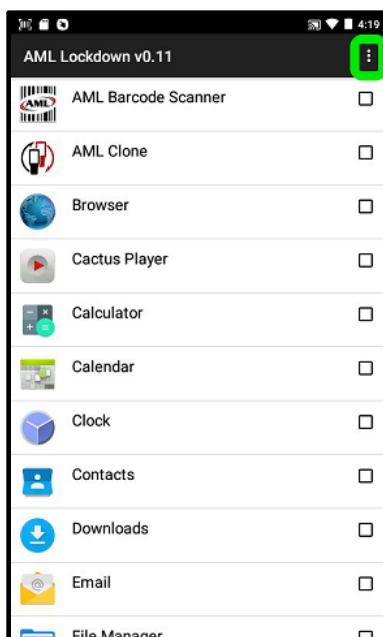 4:19
AML Lockdown v0.11
AML
AML Barcode Scanner
AML Clone
Browser
Cactus Player
Calculator
Calendar
Clock
Contacts
Downloads
Email
File Manager